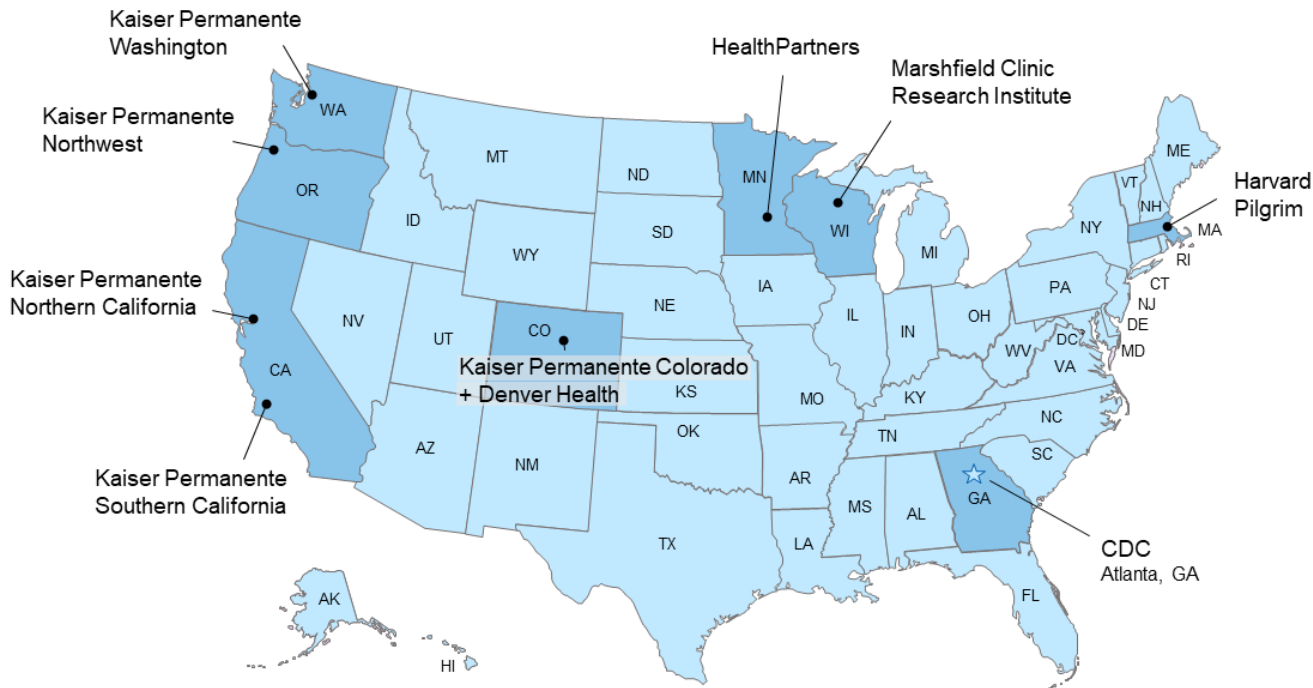 Kaiser Permanente
Washington
HealthPartners
Marshfield Clinic
Research Institute
Kaiser Permanente
Northwest
Harvard
Pilgrim
Kaiser Permanente
Northern California
Kaiser Permanente Colorado
+ Denver Health
Kaiser Permanente
Southern California
CDC
Atlanta, GA
WA
OR
CA
ID
NV
MT
WY
UT
AZ
CO
NM
ND
SD
NE
KS
OK
TX
MN
IA
MO
AR
LA
WI
IL
MI
IN
OH
KY
TN
MS
AL
GA
FL
SC
NC
VA
WV
DC
MD
DE
NJ
PA
NY
CT
RI
MA
VT
NH
ME
AK
HI